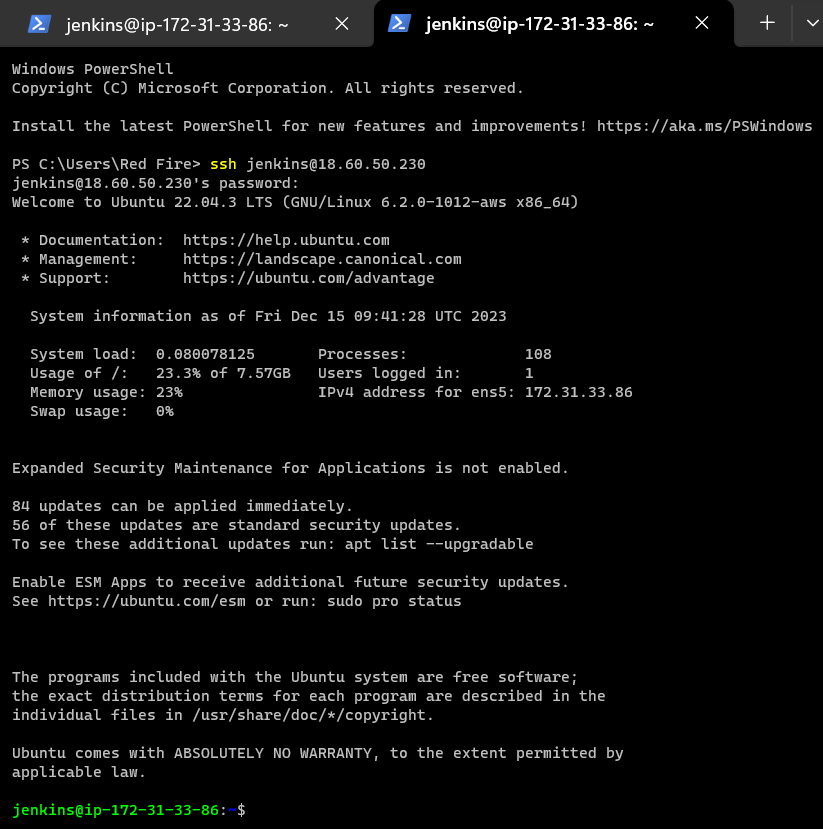 jenkins@ip-172-31-33-86: ~
jenkins@ip-172-31-33-86: ~
Windows PowerShell
Copyright (C) Microsoft Corporation. All rights reserved.
Install the latest PowerShell for new features and improvements! https://aka.ms/PSWindows
PS C:\Users\Red Fire> ssh jenkins@18.60.50.230
jenkins@18.60.50.230's password:
Welcome to Ubuntu 22.04.3 LTS (GNU/Linux 6.2.0-1012-aws x86_64)
* Documentation:  https://help.ubuntu.com
* Management:     https://landscape.canonical.com
* Support:        https://ubuntu.com/advantage
System information as of Fri Dec 15 09:41:28 UTC 2023
System load:  0.080078125       Processes:             108
Usage of /:   23.3% of 7.57GB   Users logged in:       1
Memory usage: 23%               IPv4 address for ens5: 172.31.33.86
Swap usage:   0%
Expanded Security Maintenance for Applications is not enabled.
84 updates can be applied immediately.
56 of these updates are standard security updates.
To see these additional updates run: apt list --upgradable
Enable ESM Apps to receive additional future security updates.
See https://ubuntu.com/esm or run: sudo pro status
The programs included with the Ubuntu system are free software;
the exact distribution terms for each program are described in the
individual files in /usr/share/doc/*/copyright.
Ubuntu comes with ABSOLUTELY NO WARRANTY, to the extent permitted by
applicable law.
jenkins@ip-172-31-33-86:~$